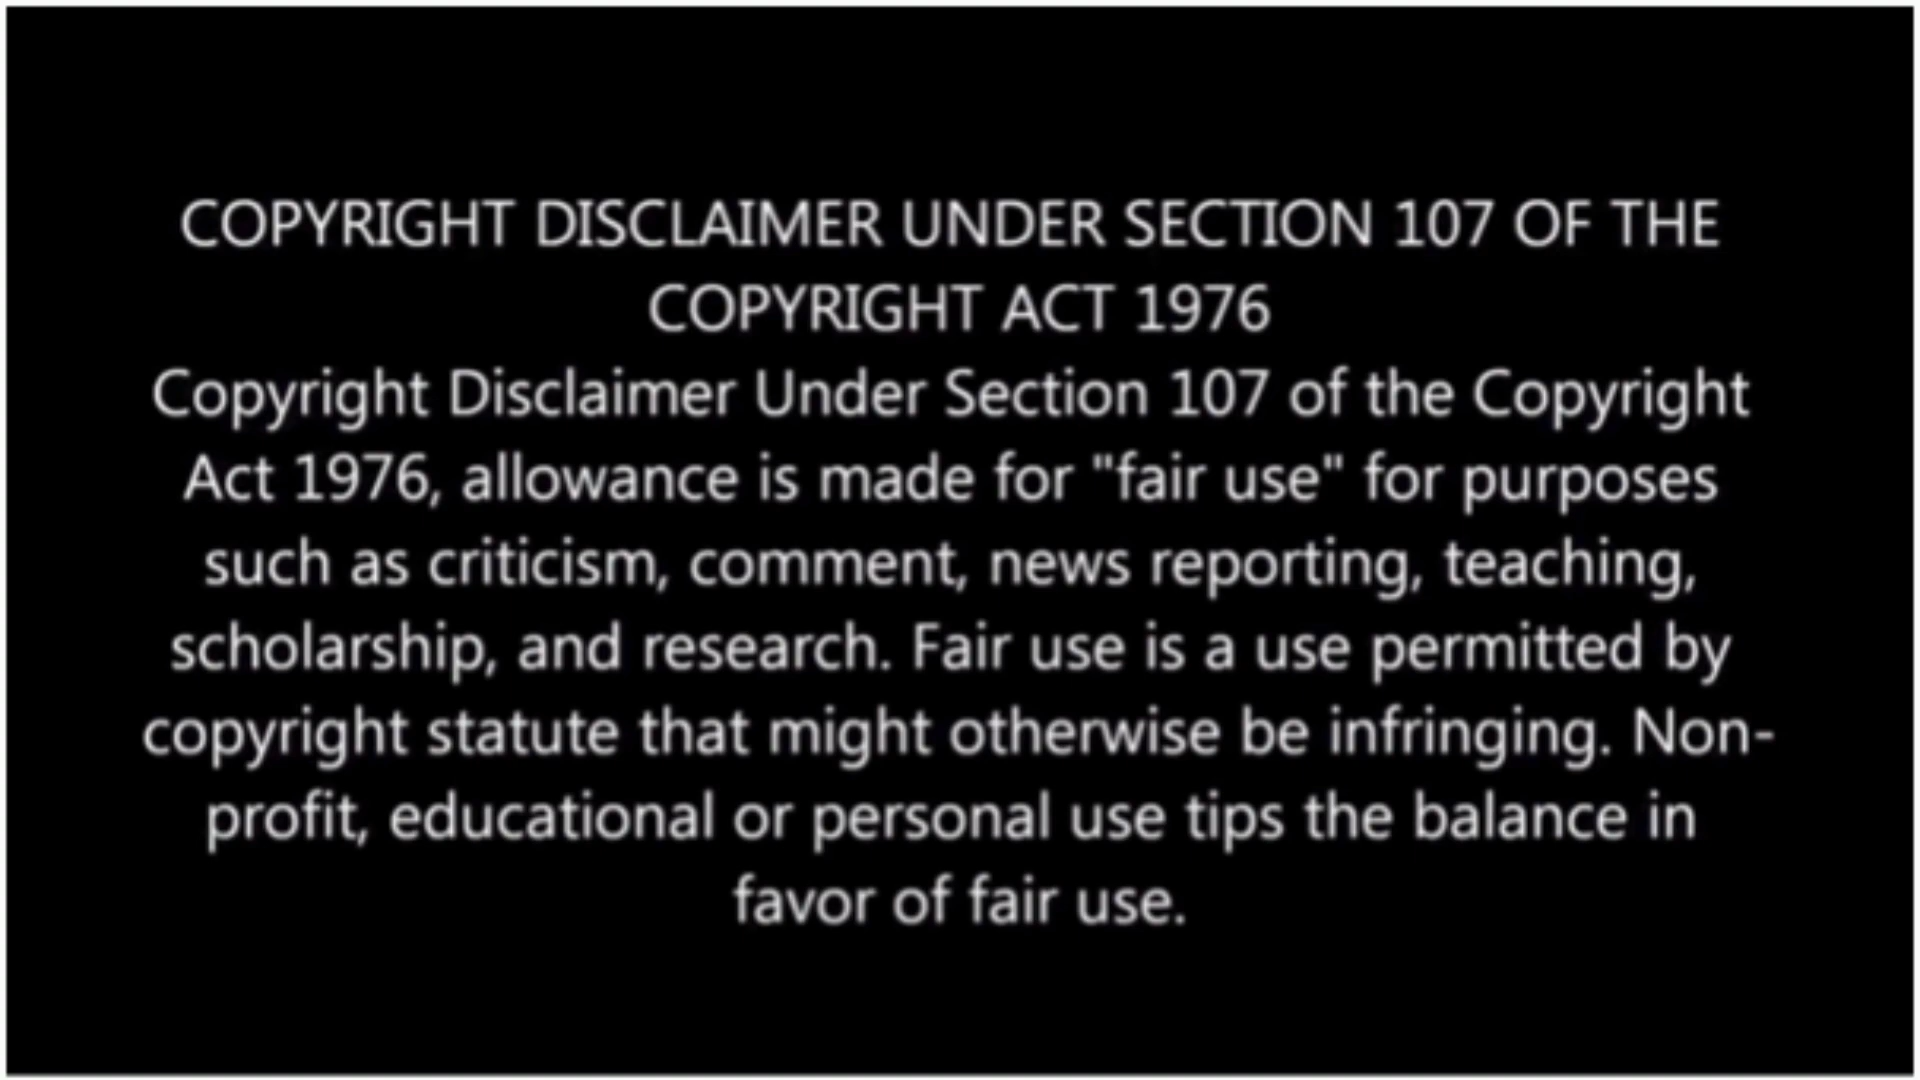 COPYRIGHT DISCLAIMER UNDER SECTION 107 OF THE
COPYRIGHT ACT 1976
Copyright Disclaimer Under Section 107 of the Copyright
Act 1976, allowance is made for "fair use" for purposes
such as criticism, comment, news reporting, teaching,
scholarship, and research. Fair use is a use permitted by
copyright statute that might otherwise be infringing. Non-
profit, educational or personal use tips the balance in
favor of fair use.